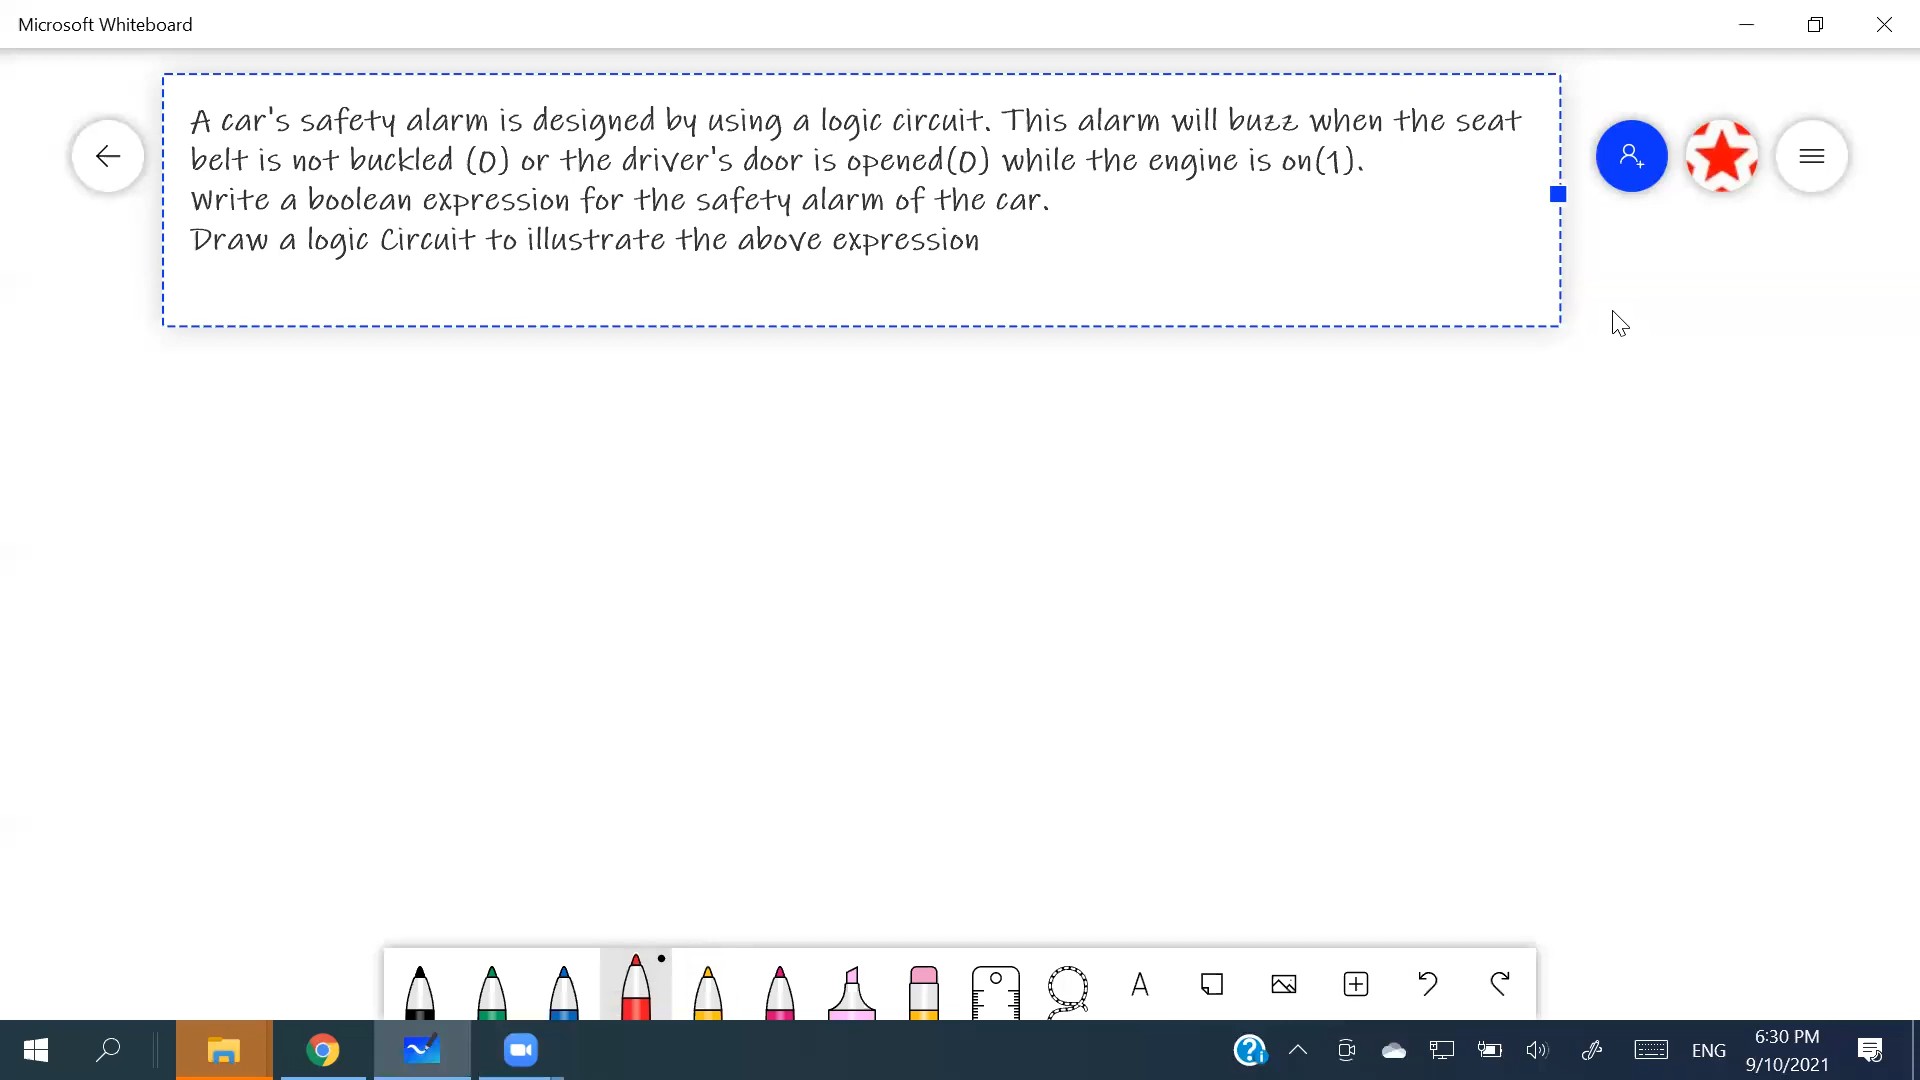 Microsoft Whiteboard
A car's safety alarm is designed by using a logic circuit. This alarm will buzz when the seat
belt is not buckled (0) or the driver's door is opened(0) while the engine is on(1).
Write a boolean expression for the safety alarm of the car.
Draw a logic Circuit to illustrate the above expression
ENG
6:30 PM
9/10/2021